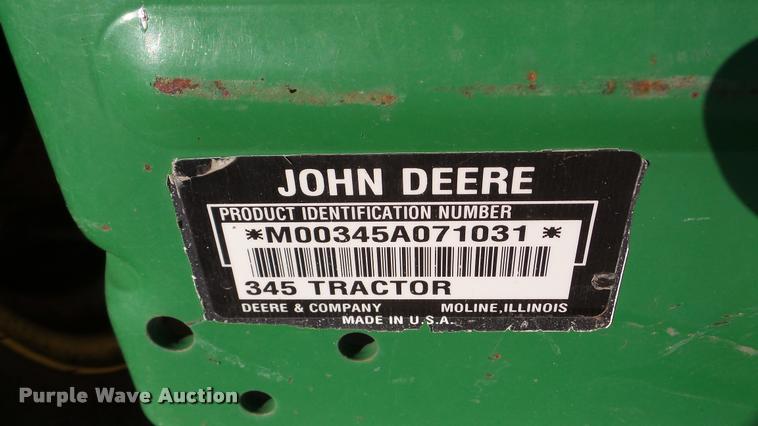 JOHN DEERE
PRODUCT IDENTIFICATION NUMBER
*M00345A071031*
345 TRACTOR
DEERE & COMPANY MOLINE, ILLINOIS
MADE IN U.S.A.
Purple Wave Auction